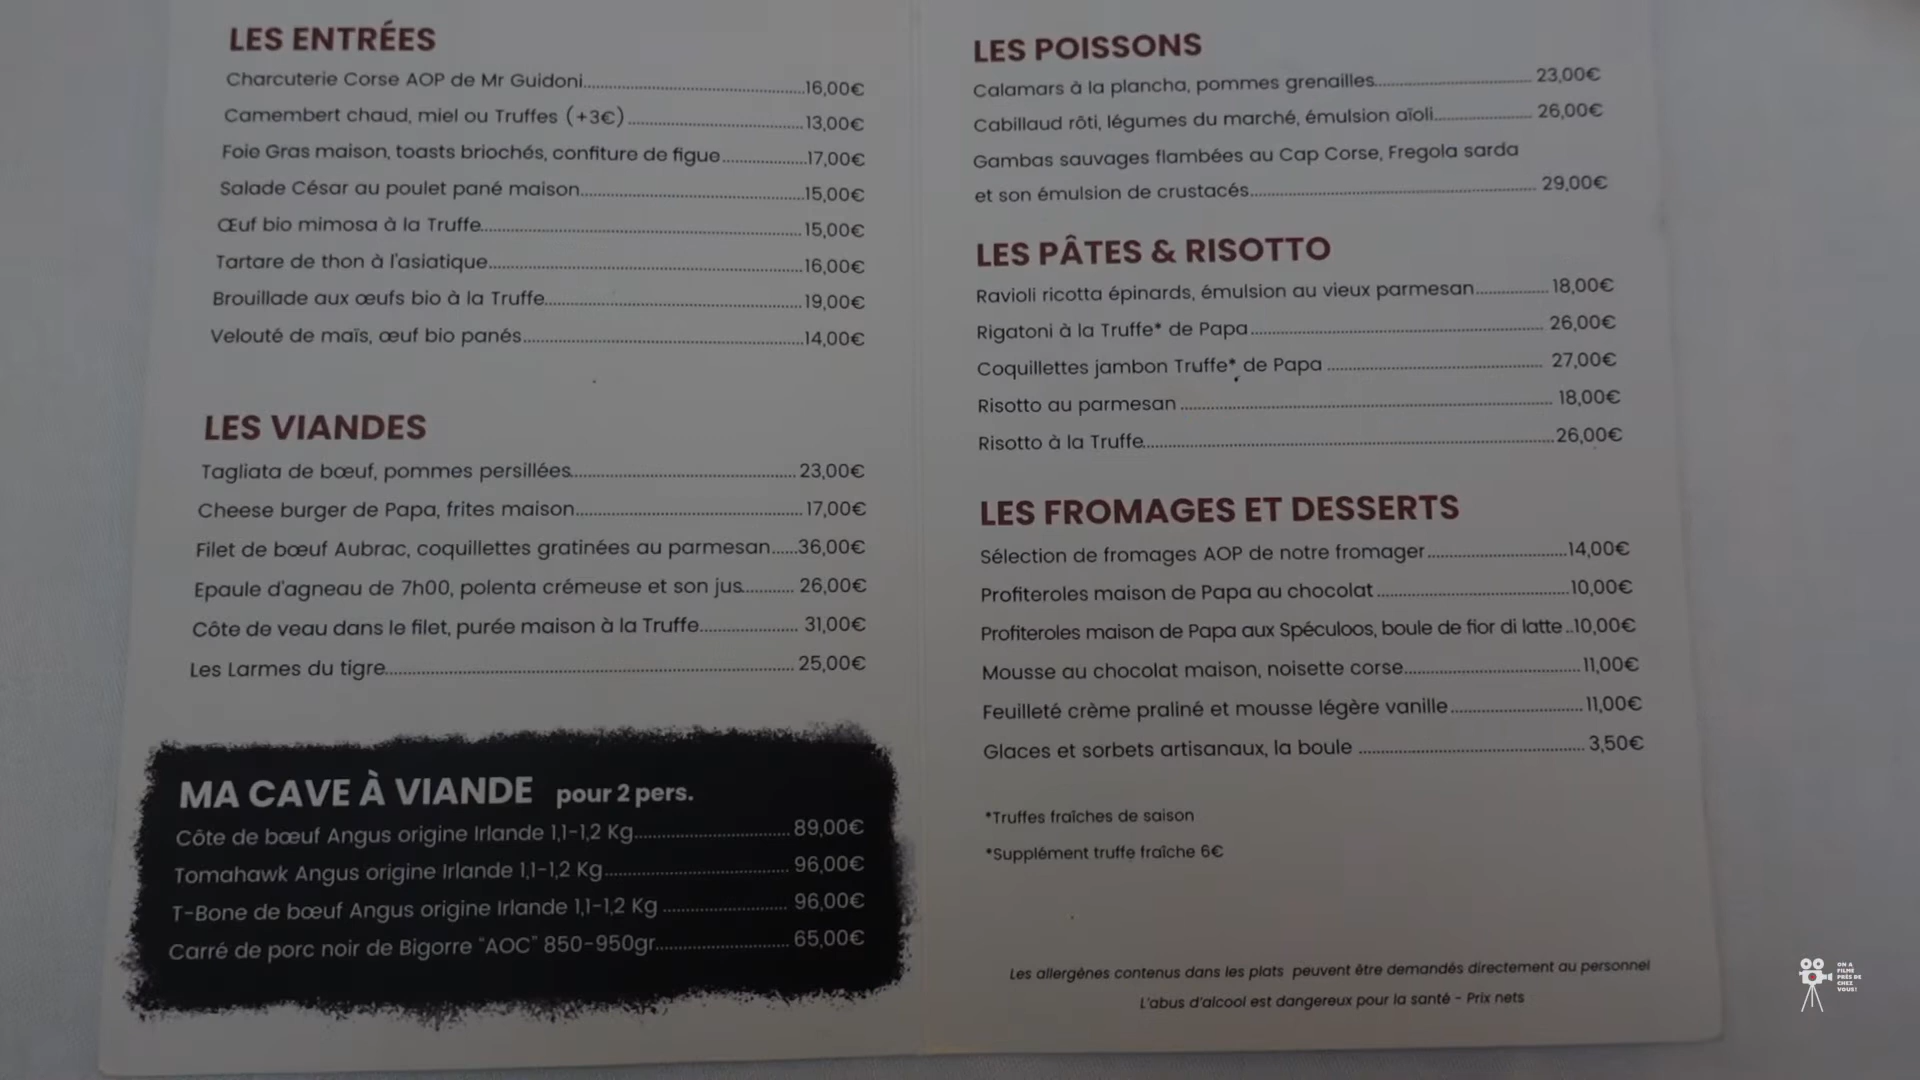 LES ENTRÉES
Charcuterie Corse AOP de Mr Guidoni 16,00€
Camembert chaud, miel ou Truffes (+3€) 13,00€
Foie Gras maison, toasts briochés, confiture de figue 17,00€
Salade César au poulet pané maison 15,00€
Œuf bio mimosa à la Truffe 15,00€
Tartare de thon à l'asiatique 16,00€
Brouillade aux œufs bio à la Truffe 19,00€
Velouté de maïs, œuf bio panés 14,00€
LES VIANDES
Tagliata de bœuf, pommes persillées 23,00€
Cheese burger de Papa, frites maison 17,00€
Filet de bœuf Aubrac, coquillettes gratinées au parmesan 36,00€
Epaule d'agneau de 7h00, polenta crémeuse et son jus 26,00€
Côte de veau dans le filet, purée maison à la Truffe 31,00€
Les Larmes du tigre 25,00€
MA CAVE À VIANDE pour 2 pers.
Côte de bœuf Angus origine Irlande 1,1-1,2 Kg 89,00€
Tomahawk Angus origine Irlande 1,1-1,2 Kg 96,00€
T-Bone de bœuf Angus origine Irlande 1,1-1,2 Kg 96,00€
Carré de porc noir de Bigorre "AOC" 850-950gr 65,00€
LES POISSONS
Calamars à la plancha, pommes grenailles 23,00€
Cabillaud rôti, légumes du marché, émulsion aïoli 26,00€
Gambas sauvages flambées au Cap Corse, Fregola sarda
et son émulsion de crustacés 29,00€
LES PÂTES & RISOTTO
Ravioli ricotta épinards, émulsion au vieux parmesan 18,00€
Rigatoni à la Truffe* de Papa 26,00€
Coquillettes jambon Truffe* de Papa 27,00€
Risotto au parmesan 18,00€
Risotto à la Truffe 26,00€
LES FROMAGES ET DESSERTS
Sélection de fromages AOP de notre fromager 14,00€
Profiteroles maison de Papa au chocolat 10,00€
Profiteroles maison de Papa aux Spéculoos, boule de fior di latte 10,00€
Mousse au chocolat maison, noisette corse 11,00€
Feuilleté crème praliné et mousse légère vanille 11,00€
Glaces et sorbets artisanaux, la boule 3,50€
*Truffes fraîches de saison
*Supplément truffe fraîche 6€
Les allergènes contenus dans les plats peuvent être demandés directement au personnel
L'abus d'alcool est dangereux pour la santé - Prix nets
ON A
FILMÉ
PRÈS DE
CHEZ
VOUS!